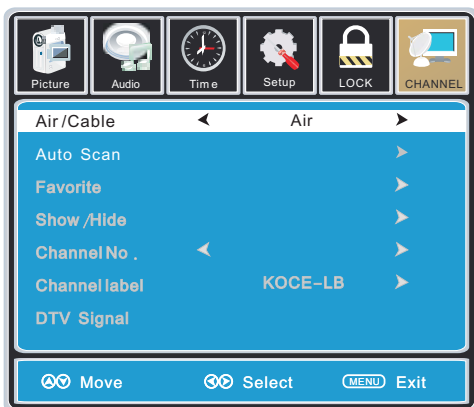 Picture Audio Time Setup LOCK CHANNEL
Air/Cable Air
Auto Scan
Favorite
Show/Hide
Channel No.
Channel label KOCE-LB
DTV Signal
Move Select MENU Exit